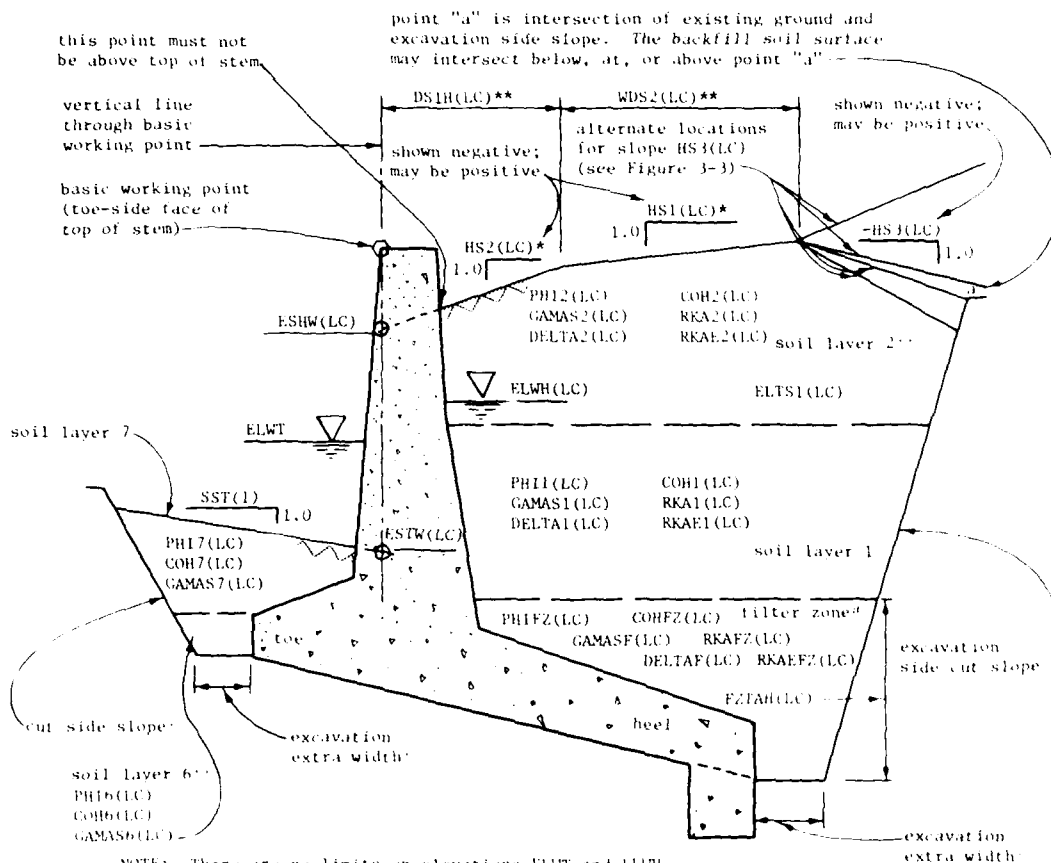 point "a" is intersection of existing ground and
excavation side slope. The backfill soil surface
may intersect below, at, or above point "a"
this point must not
be above top of stem
vertical line
through basic
working point
basic working point
(toe-side face of
top of stem)
DS1H(LC)**
WDS2(LC)**
shown negative;
may be positive
alternate locations
for slope HS3(LC)
(see Figure 3-3)
shown negative;
may be positive
HS2(LC)*
1.0
HS1(LC)*
1.0
-HS3(LC)
1.0
a
ESHW(LC)
PHI2(LC) COH2(LC)
GAMAS2(LC) RKA2(LC)
DELTA2(LC) RKAE2(LC)
soil layer 2
ELWH(LC)
ELTS1(LC)
ELWT
soil layer 7
SST(1)
1.0
ESTW(LC)
PHI7(LC)
COH7(LC)
GAMAS7(LC)
PHI1(LC) COH1(LC)
GAMAS1(LC) RKA1(LC)
DELTA1(LC) RKAE1(LC)
soil layer 1
PHIFZ(LC) COHFZ(LC) filter zone
GAMASF(LC) RKAFZ(LC)
DELTAF(LC) RKAEFZ(LC)
FZTAH(LC)
excavation
side cut slope
toe
heel
cut side slope
excavation
extra width
soil layer 6
PHI6(LC)
COH6(LC)
GAMAS6(LC)
excavation
extra width
NOTE: There are no limits on elevations